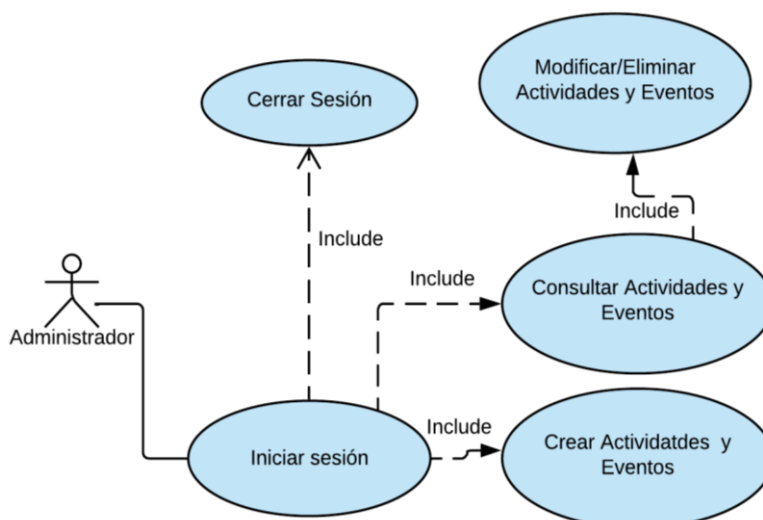 Modificar/Eliminar
Actividades y Eventos
Cerrar Sesión
Include
Include
Include
Consultar Actividades y
Eventos
Administrador
Include
Crear Actividatdes y
Eventos
Iniciar sesión